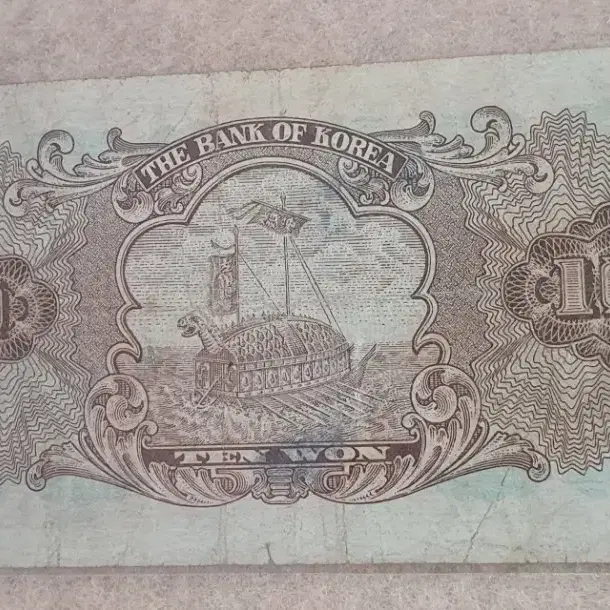 THE BANK OF KOREA
TEN WON